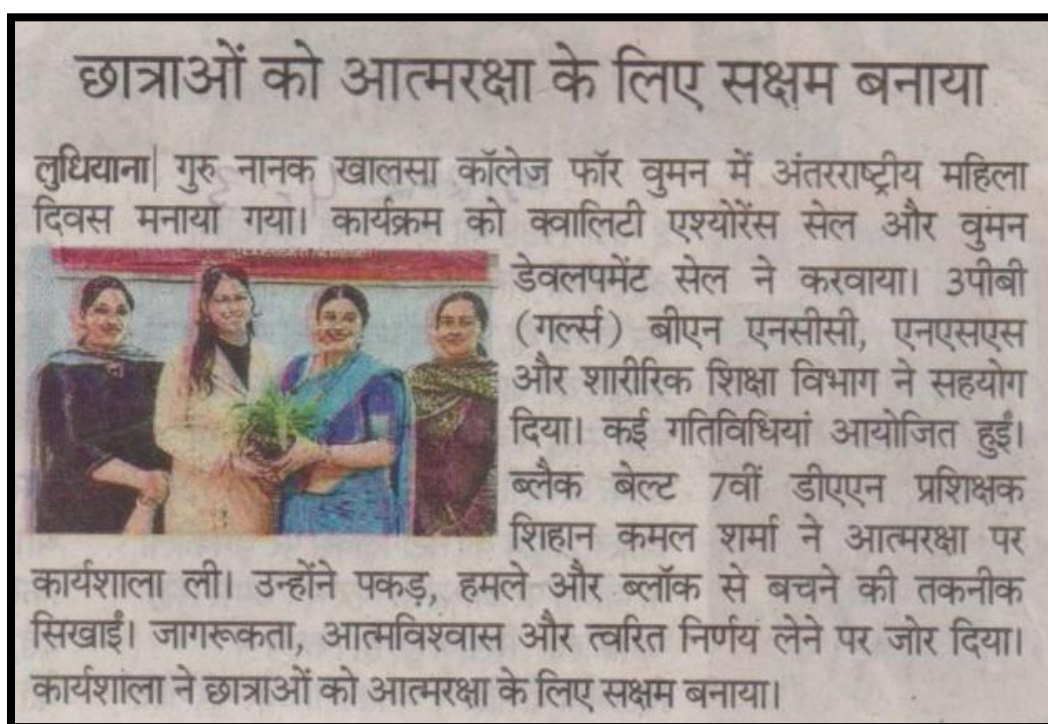 छात्राओं को आत्मरक्षा के लिए सक्षम बनाया
लुधियाना| गुरु नानक खालसा कॉलेज फॉर वुमन में अंतरराष्ट्रीय महिला
दिवस मनाया गया। कार्यक्रम को क्वालिटी एश्योरेंस सेल और वुमन
डेवलपमेंट सेल ने करवाया। 3पीबी
(गर्ल्स) बीएन एनसीसी, एनएसएस
और शारीरिक शिक्षा विभाग ने सहयोग
दिया। कई गतिविधियां आयोजित हुईं।
ब्लैक बेल्ट 7वीं डीएएन प्रशिक्षक
शिहान कमल शर्मा ने आत्मरक्षा पर
कार्यशाला ली। उन्होंने पकड़, हमले और ब्लॉक से बचने की तकनीक
सिखाईं। जागरूकता, आत्मविश्वास और त्वरित निर्णय लेने पर जोर दिया।
कार्यशाला ने छात्राओं को आत्मरक्षा के लिए सक्षम बनाया।